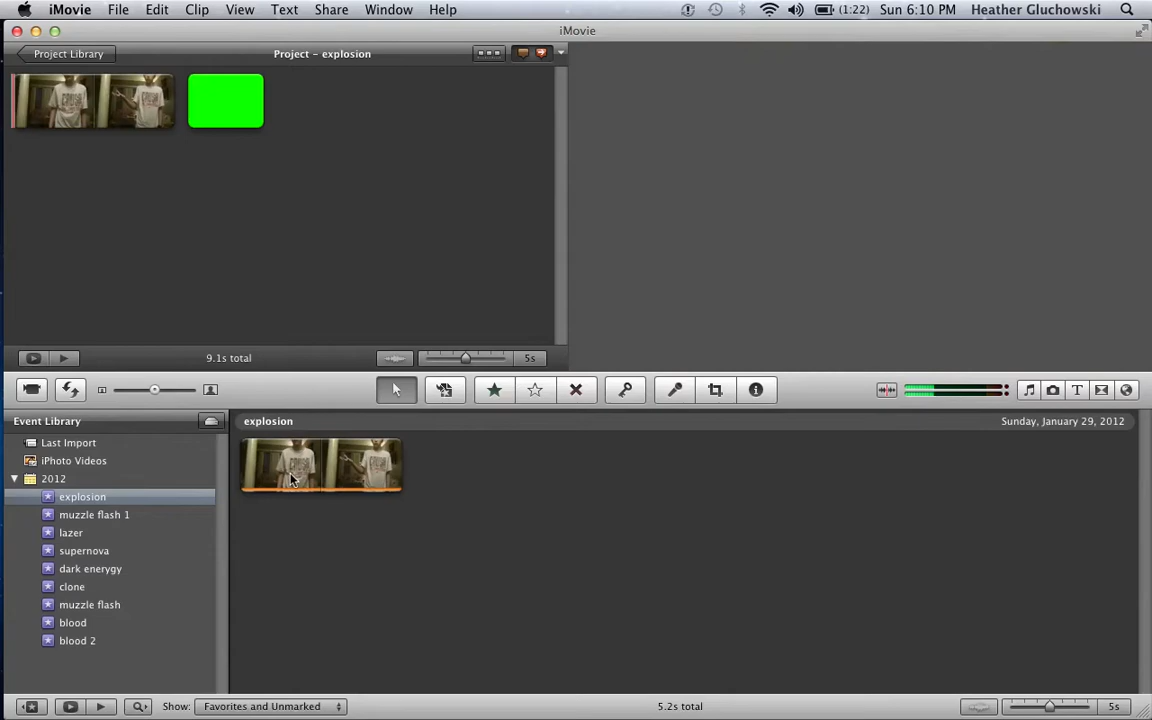 iMovie File Edit Clip View Text Share Window Help (1:22) Sun 6:10 PM Heather Gluchowski
iMovie
Project Library Project - explosion
9.1s total 5s
Event Library explosion Sunday, January 29, 2012
Last Import
iPhoto Videos
2012
explosion
muzzle flash 1
lazer
supernova
dark enerygy
clone
muzzle flash
blood
blood 2
Show: Favorites and Unmarked 5.2s total 5s